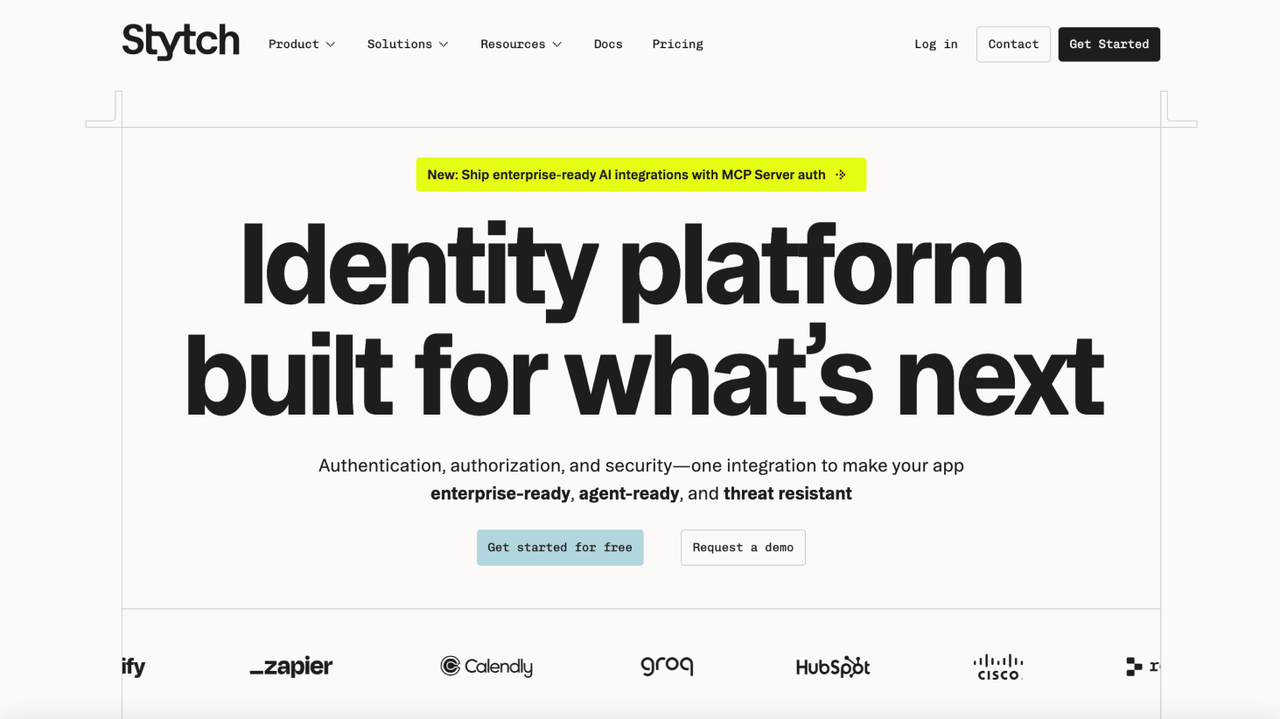 Stytch
Product
Solutions
Resources
Docs
Pricing
Log in
Contact
Get Started
New: Ship enterprise-ready AI integrations with MCP Server auth
Identity platform
built for what’s next
Authentication, authorization, and security—one integration to make your app
enterprise-ready, agent-ready, and threat resistant
Get started for free
Request a demo
ify
zapier
Calendly
groq
HubSpot
CISCO